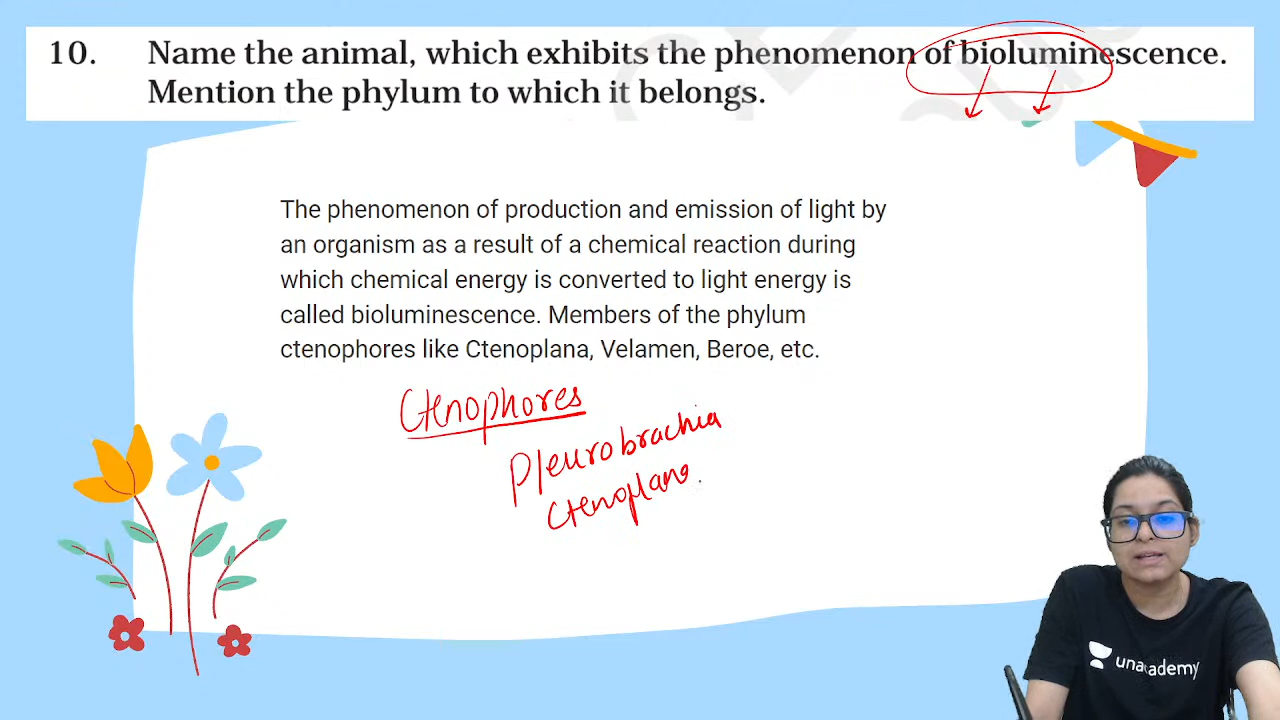 10. Name the animal, which exhibits the phenomenon of bioluminescence.
Mention the phylum to which it belongs.
The phenomenon of production and emission of light by
an organism as a result of a chemical reaction during
which chemical energy is converted to light energy is
called bioluminescence. Members of the phylum
ctenophores like Ctenoplana, Velamen, Beroe, etc.
Ctenophores
Pleurobrachia
Ctenoplana
unacademy